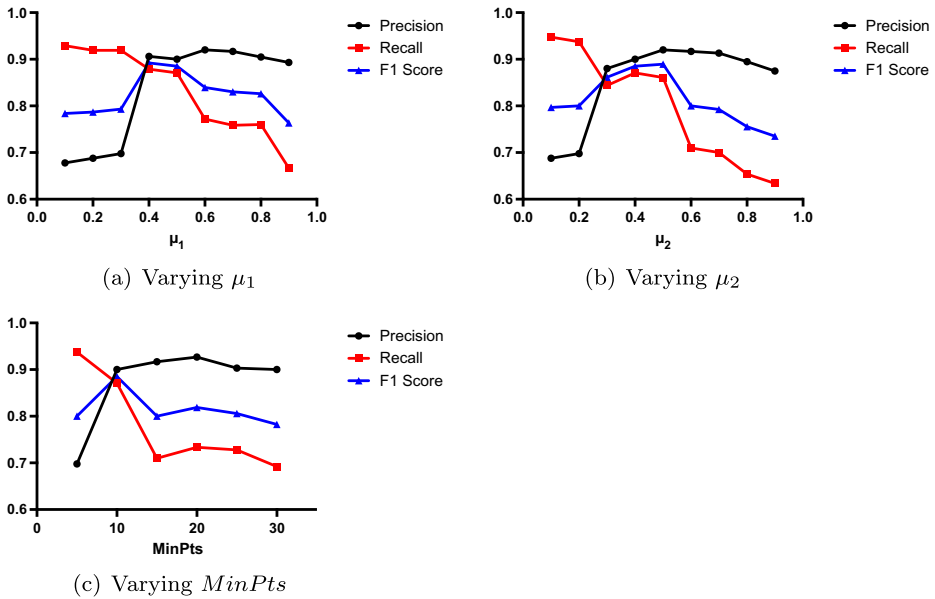 1.0
0.9
0.8
0.7
0.6
0.0 0.2 0.4 0.6 0.8 1.0
μ1
Precision
Recall
F1 Score
(a) Varying μ1
1.0
0.9
0.8
0.7
0.6
0.0 0.2 0.4 0.6 0.8 1.0
μ2
Precision
Recall
F1 Score
(b) Varying μ2
1.0
0.9
0.8
0.7
0.6
0 10 20 30
MinPts
Precision
Recall
F1 Score
(c) Varying MinPts